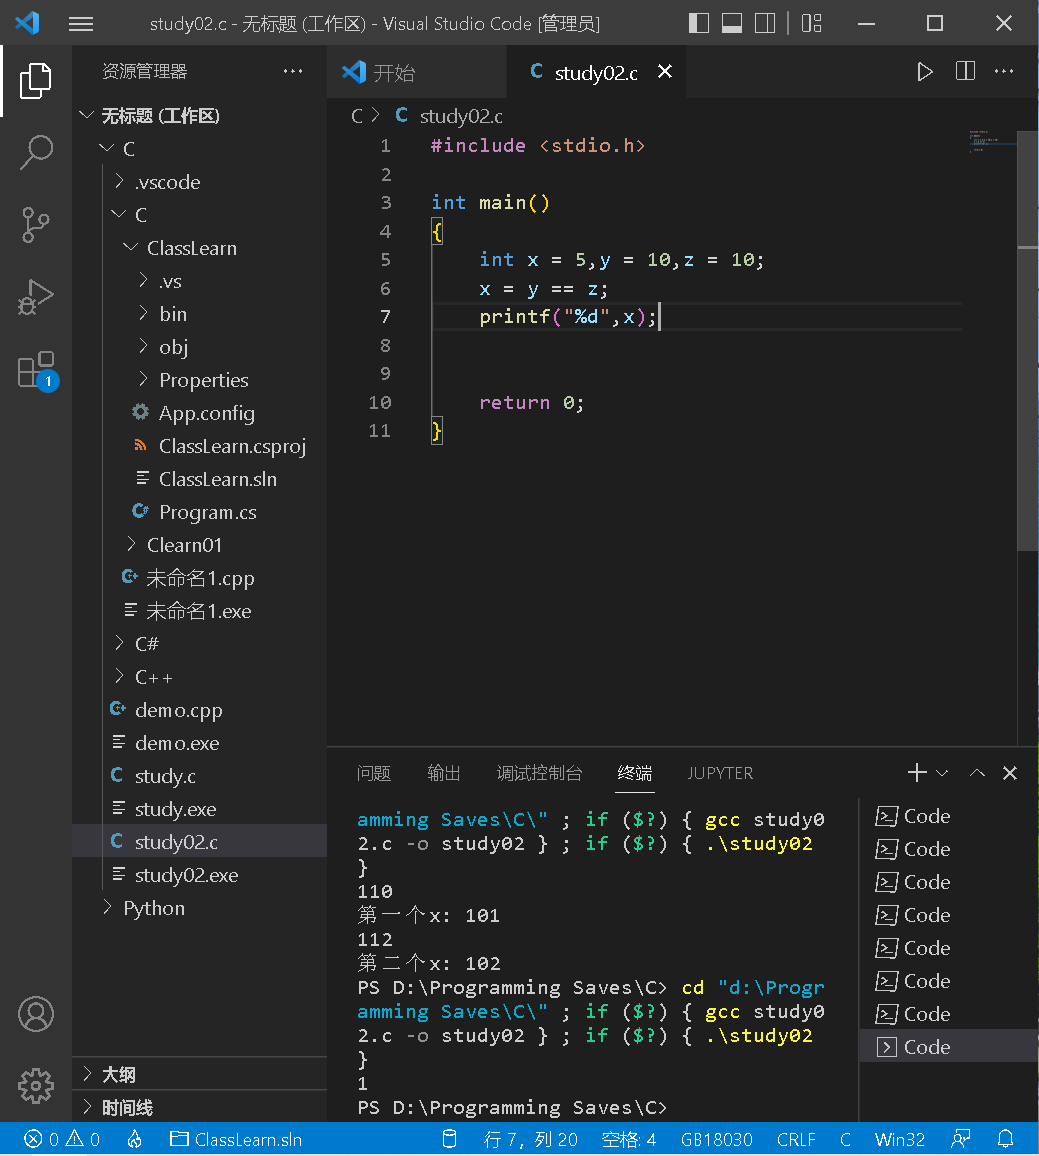 study02.c - 无标题 (工作区) - Visual Studio Code [管理员]
资源管理器
无标题 (工作区)
C
.vscode
C
ClassLearn
.vs
bin
obj
Properties
App.config
ClassLearn.csproj
ClassLearn.sln
Program.cs
Clearn01
未命名1.cpp
未命名1.exe
C#
C++
demo.cpp
demo.exe
study.c
study.exe
study02.c
study02.exe
Python
大纲
时间线
1
开始
C study02.c
C > C study02.c
1 #include <stdio.h>
2
3 int main()
4 {
5 int x = 5,y = 10,z = 10;
6 x = y == z;
7 printf("%d",x);
8
9
10 return 0;
11 }
问题 输出 调试控制台 终端 JUPYTER
amming Saves\C\" ; if ($?) { gcc study0
2.c -o study02 } ; if ($?) { .\study02
}
110
第一个x: 101
112
第二个x: 102
PS D:\Programming Saves\C> cd "d:\Progr
amming Saves\C\" ; if ($?) { gcc study0
2.c -o study02 } ; if ($?) { .\study02
}
1
PS D:\Programming Saves\C>
Code
Code
Code
Code
Code
Code
Code
Code
0 0 ClassLearn.sln 行 7，列 20 空格: 4 GB18030 CRLF C Win32